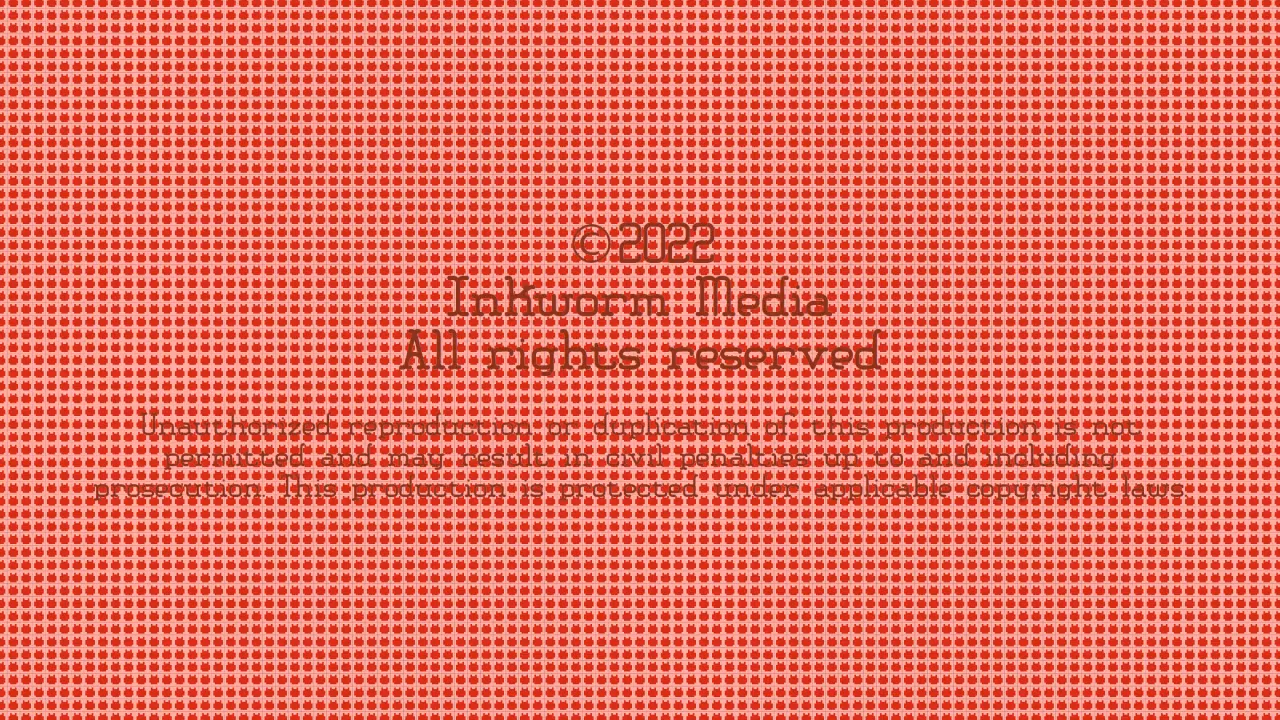 ©2022
Inkworm Media
All rights reserved
Unauthorized reproduction or duplication of this production is not
permitted and may result in civil penalties up to and including
prosecution. This production is protected under applicable copyright laws.